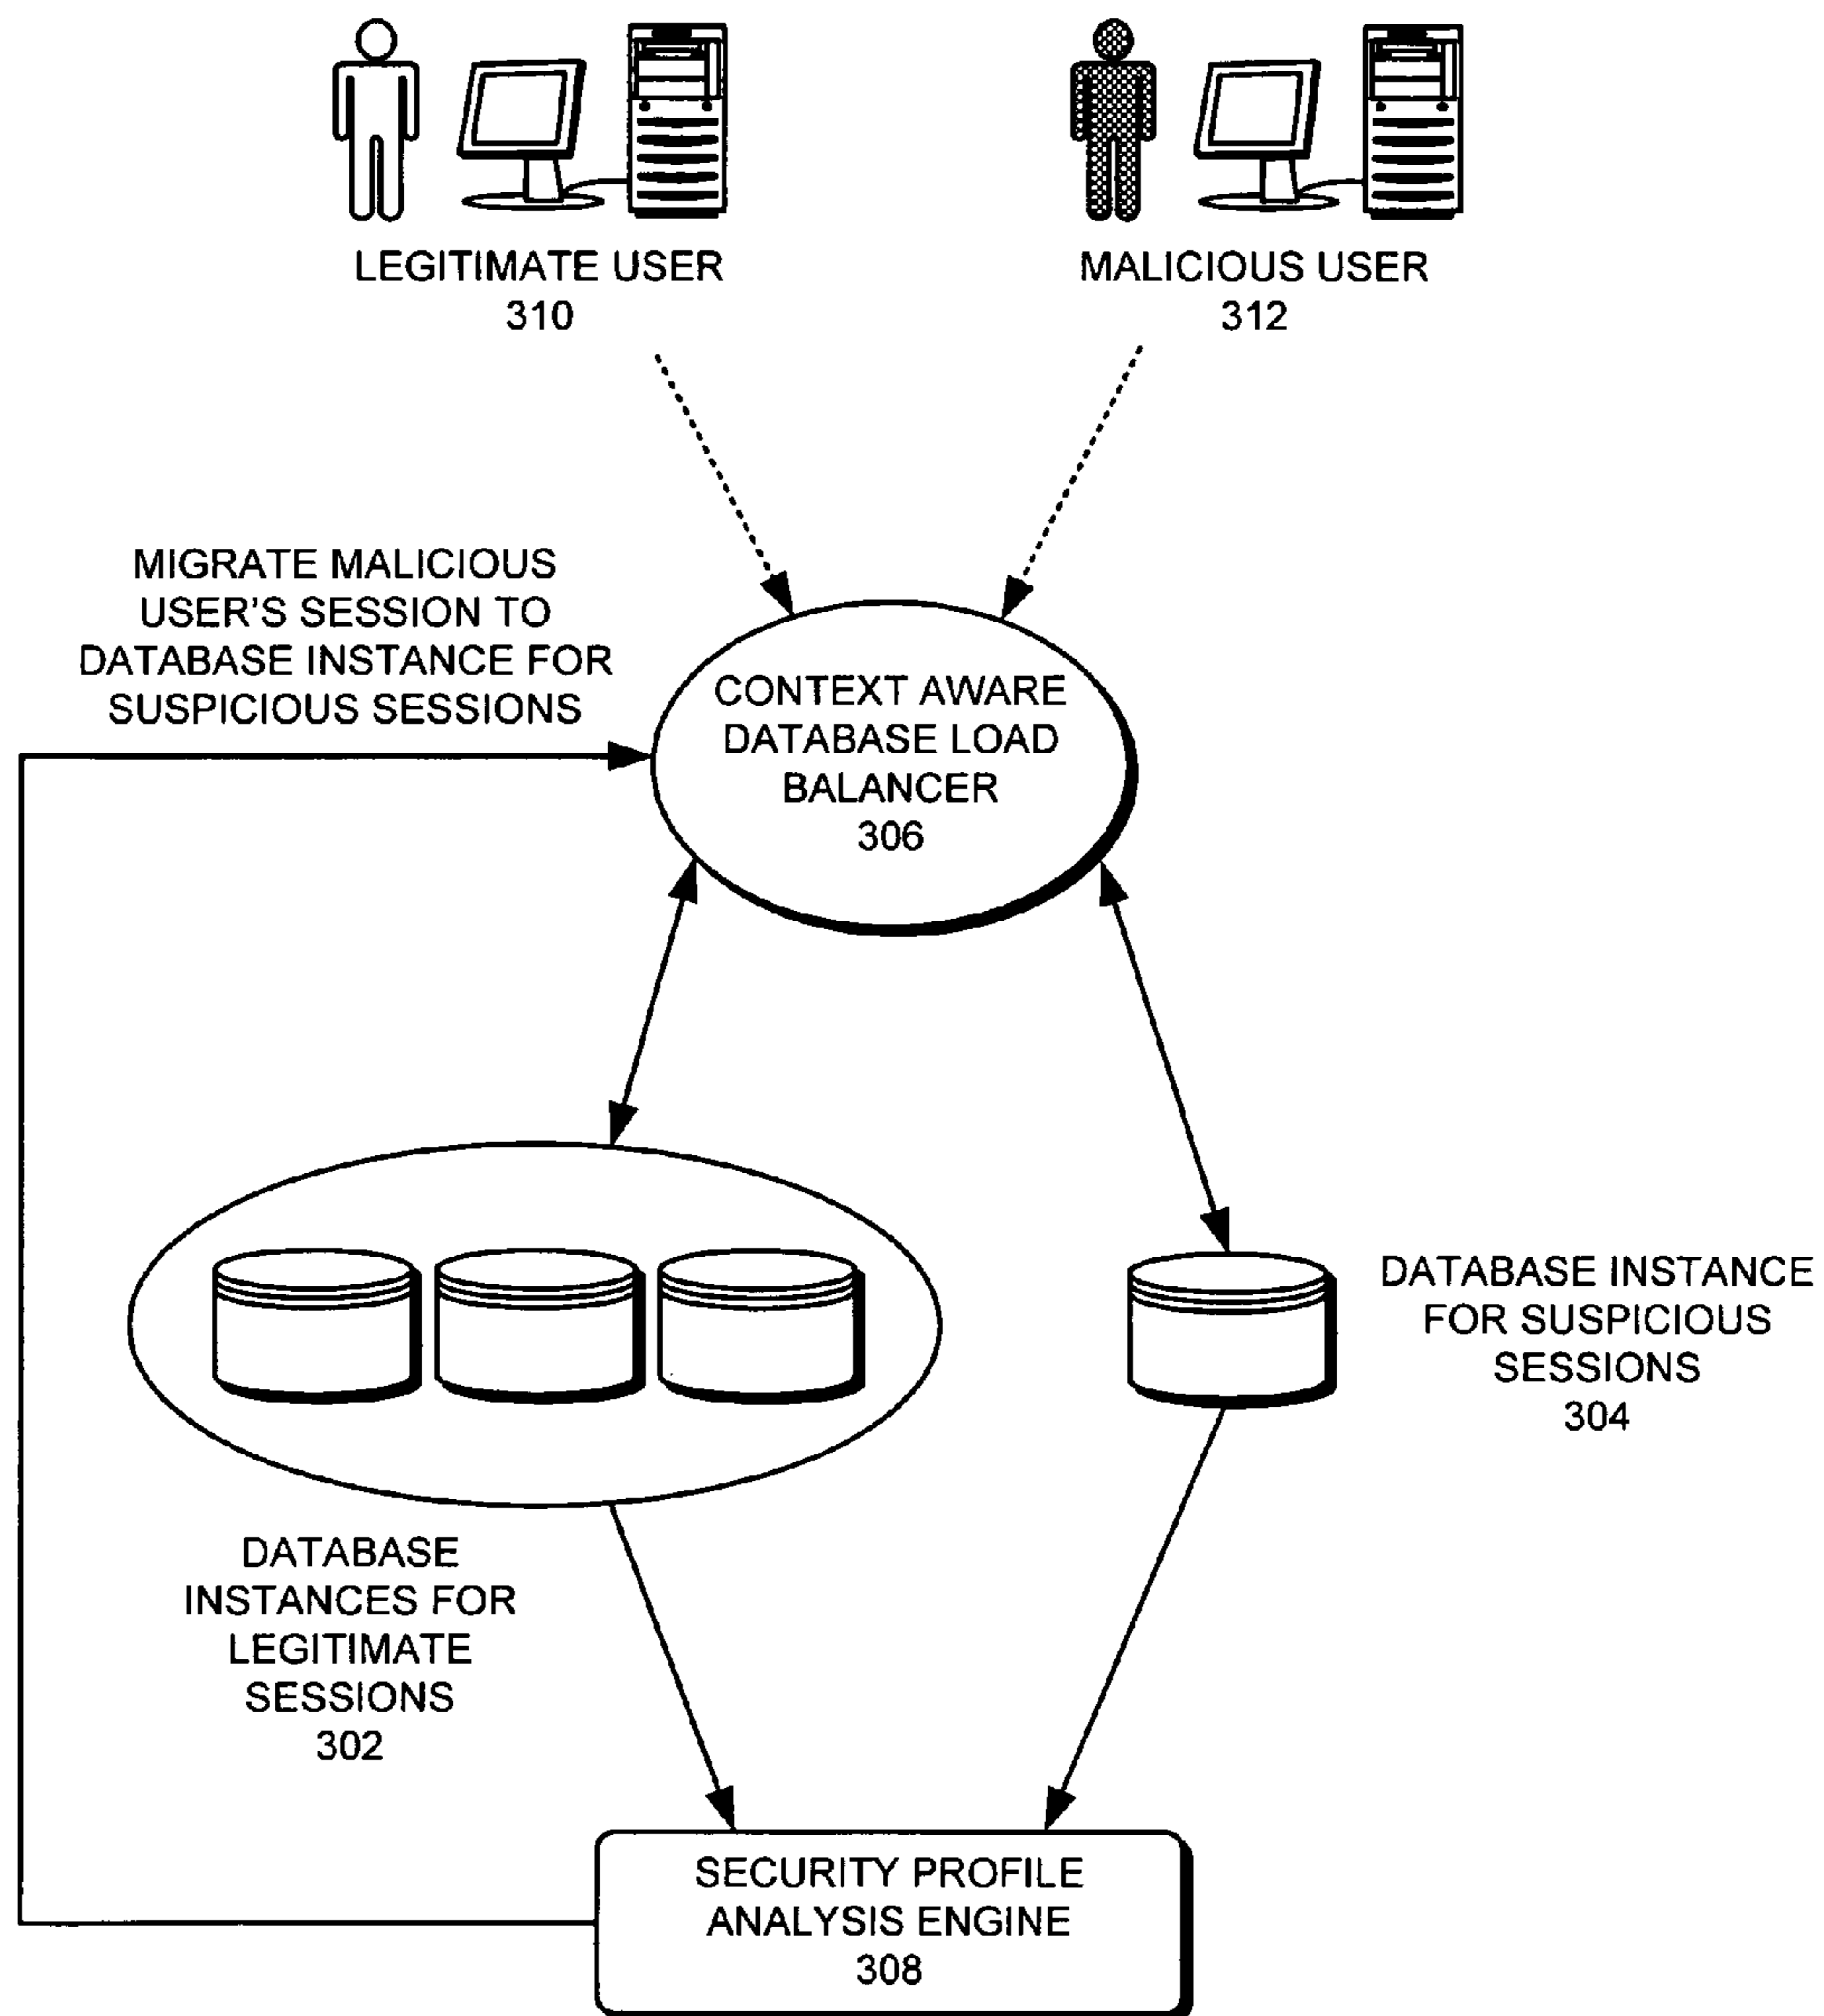 LEGITIMATE USER
310
MALICIOUS USER
312
MIGRATE MALICIOUS
USER'S SESSION TO
DATABASE INSTANCE FOR
SUSPICIOUS SESSIONS
CONTEXT AWARE
DATABASE LOAD
BALANCER
306
DATABASE INSTANCE
FOR SUSPICIOUS
SESSIONS
304
DATABASE
INSTANCES FOR
LEGITIMATE
SESSIONS
302
SECURITY PROFILE
ANALYSIS ENGINE
308